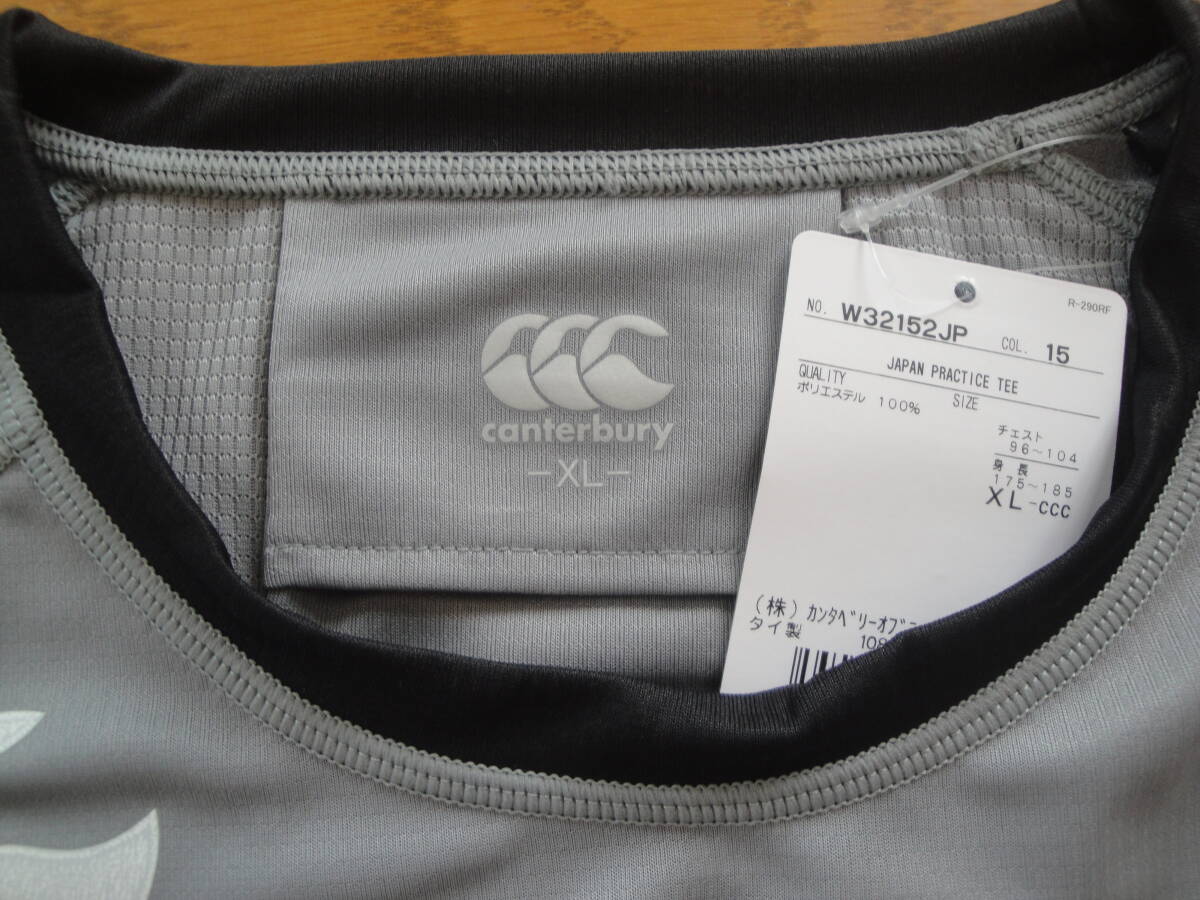 canterbury
-XL-
R-290RF
NO. W32152JP COL. 15
JAPAN PRACTICE TEE
QUALITY SIZE
ポリエステル 100%
チェスト
96~104
身長
175~185
XL-CCC
(株)カンタベリーオブ
タイ製